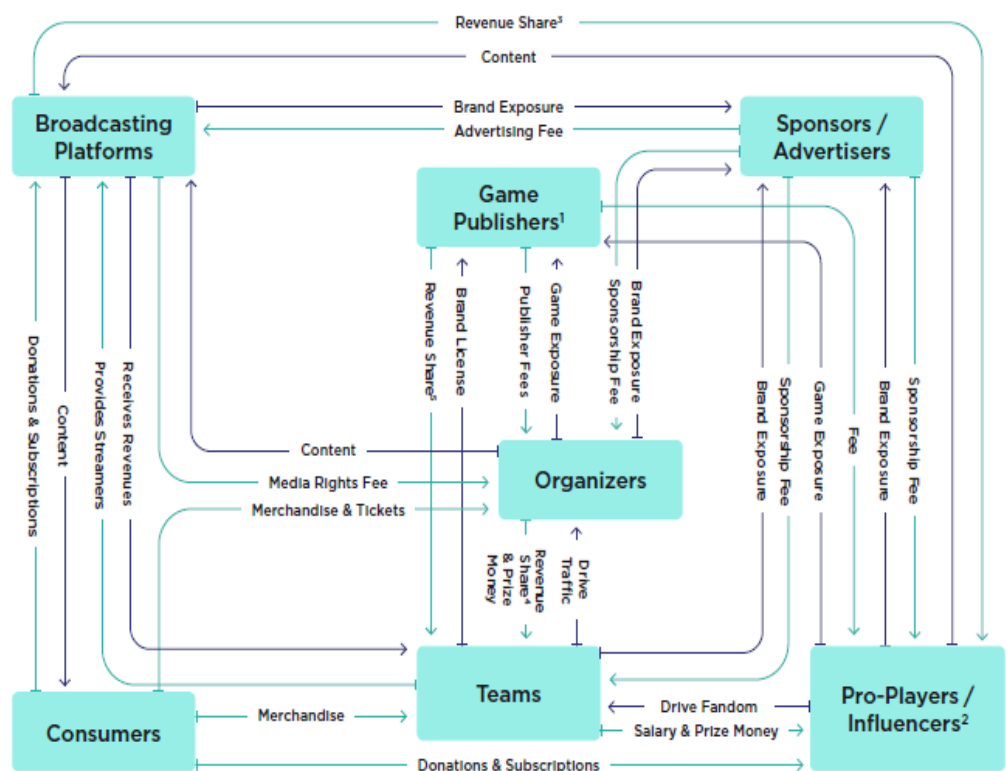 Revenue Share³
Content
Broadcasting
Platforms
Brand Exposure
Advertising Fee
Sponsors /
Advertisers
Game
Publishers¹
Revenue Share⁵
Brand License
Publisher Fees
Game Exposure
Sponsorship Fee
Brand Exposure
Donations & Subscriptions
Content
Provides Streamers
Receives Revenues
Brand Exposure
Sponsorship Fee
Game Exposure
Fee
Brand Exposure
Sponsorship Fee
Content
Media Rights Fee
Merchandise & Tickets
Organizers
Revenue
Share⁴
& Prize
Money
Drive
Traffic
Consumers
Merchandise
Teams
Drive Fandom
Salary & Prize Money
Pro-Players /
Influencers²
Donations & Subscriptions